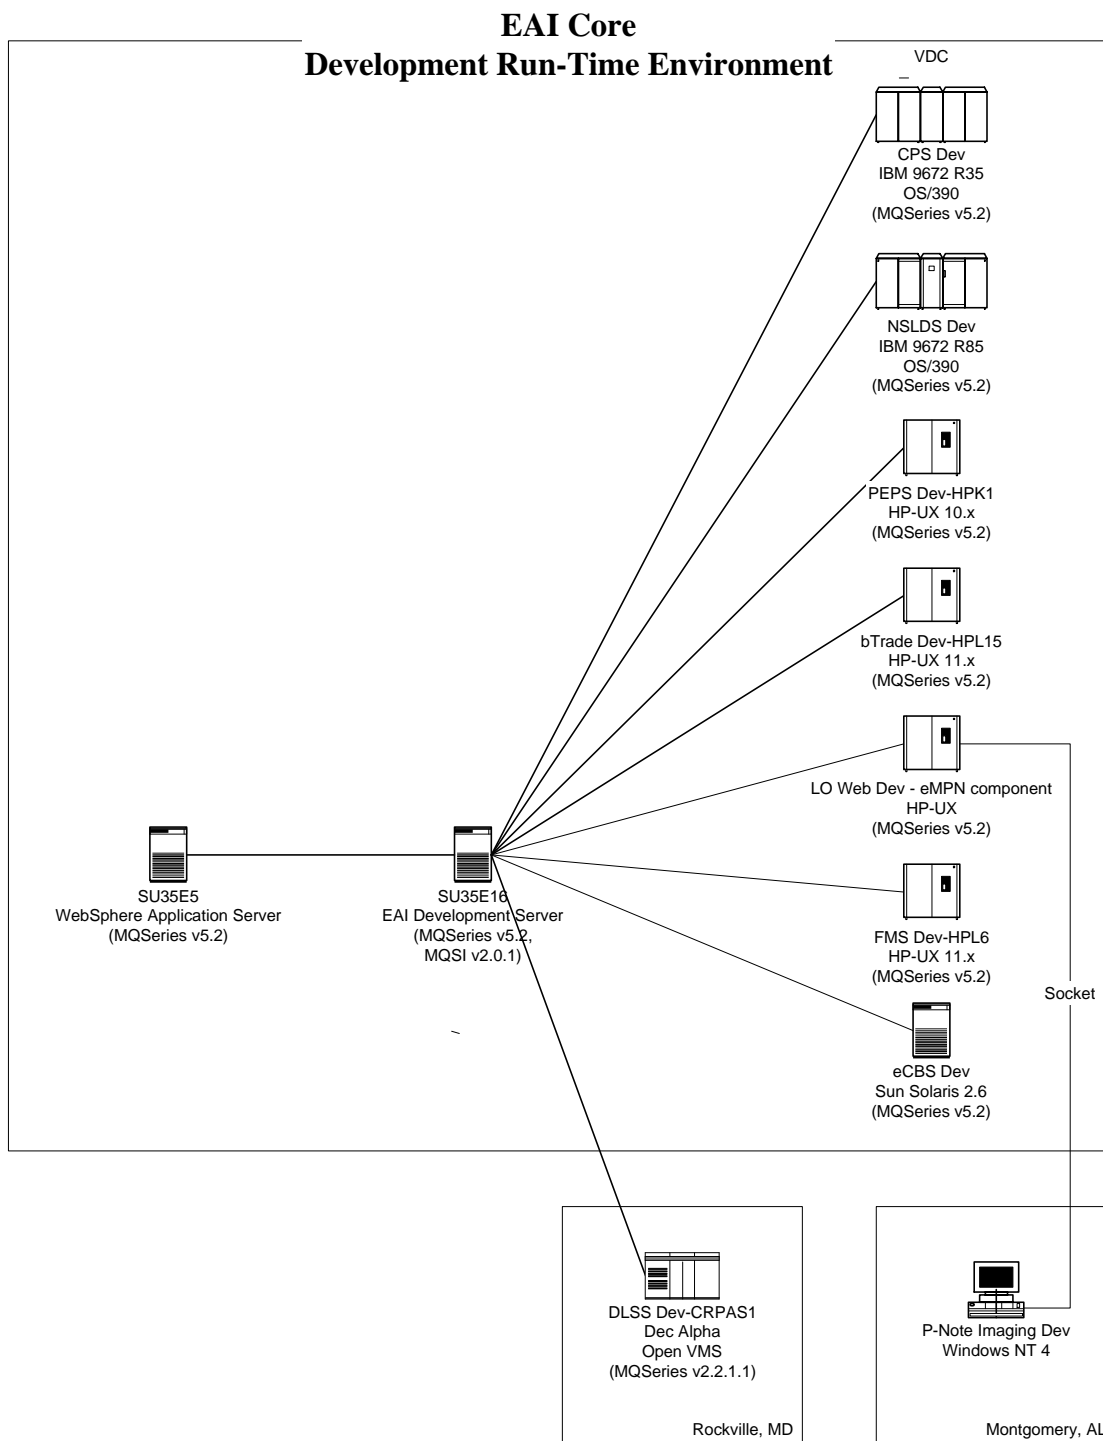 EAI Core
Development Run-Time Environment
VDC
CPS Dev
IBM 9672 R35
OS/390
(MQSeries v5.2)
NSLDS Dev
IBM 9672 R85
OS/390
(MQSeries v5.2)
PEPS Dev-HPK1
HP-UX 10.x
(MQSeries v5.2)
bTrade Dev-HPL15
HP-UX 11.x
(MQSeries v5.2)
LO Web Dev - eMPN component
HP-UX
(MQSeries v5.2)
SU35E5
WebSphere Application Server
(MQSeries v5.2)
SU35E16
EAI Development Server
(MQSeries v5.2,
MQSI v2.0.1)
FMS Dev-HPL6
HP-UX 11.x
(MQSeries v5.2)
Socket
eCBS Dev
Sun Solaris 2.6
(MQSeries v5.2)
DLSS Dev-CRPAS1
Dec Alpha
Open VMS
(MQSeries v2.2.1.1)
Rockville, MD
P-Note Imaging Dev
Windows NT 4
Montgomery, AL